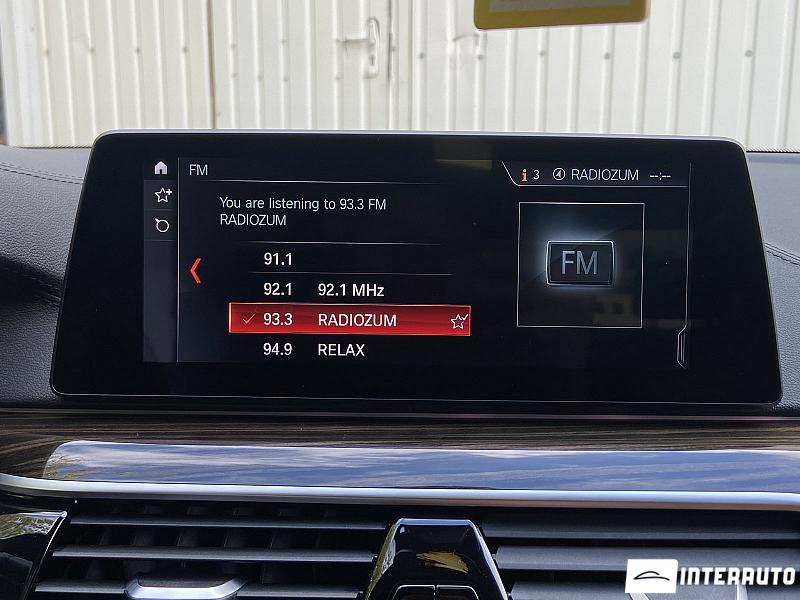 FM
3 RADIOZUM --:--
You are listening to 93.3 FM
RADIOZUM
91.1
92.1 92.1 MHz
93.3 RADIOZUM
94.9 RELAX
FM
INTERAUTO